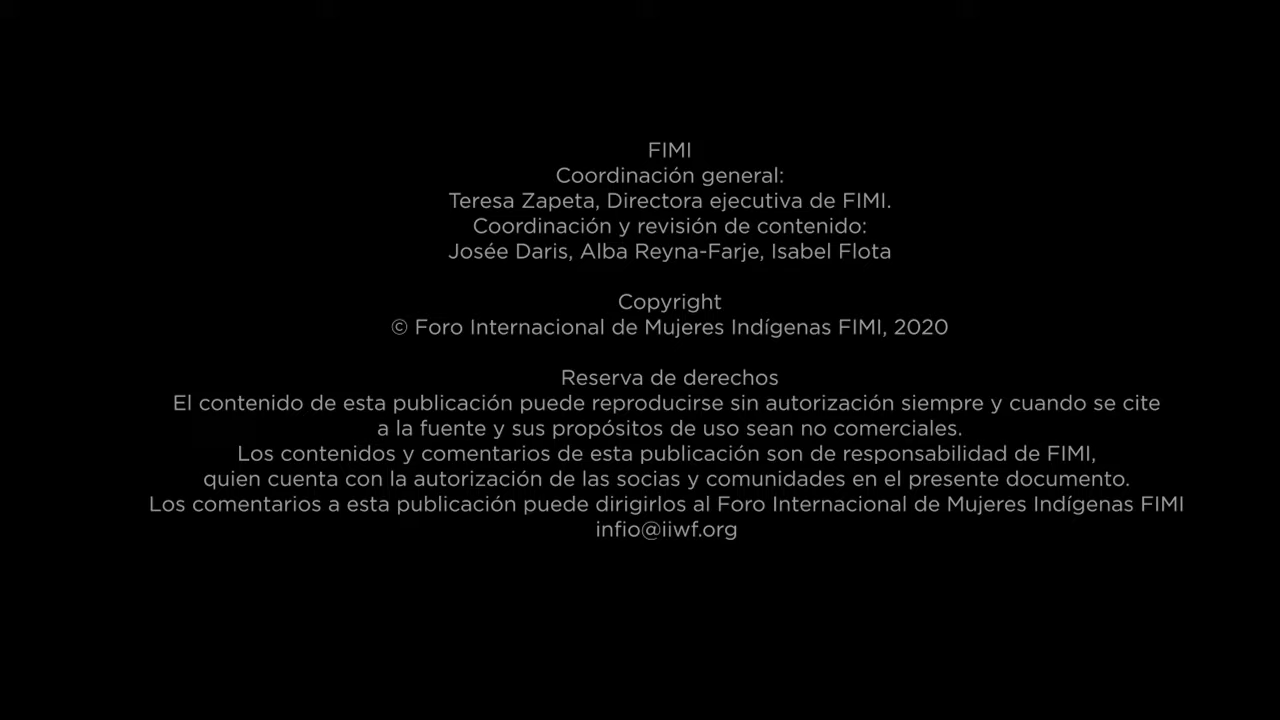 FIMI
Coordinación general:
Teresa Zapeta, Directora ejecutiva de FIMI.
Coordinación y revisión de contenido:
Josée Daris, Alba Reyna-Farje, Isabel Flota
Copyright
© Foro Internacional de Mujeres Indígenas FIMI, 2020
Reserva de derechos
El contenido de esta publicación puede reproducirse sin autorización siempre y cuando se cite
a la fuente y sus propósitos de uso sean no comerciales.
Los contenidos y comentarios de esta publicación son de responsabilidad de FIMI,
quien cuenta con la autorización de las socias y comunidades en el presente documento.
Los comentarios a esta publicación puede dirigirlos al Foro Internacional de Mujeres Indígenas FIMI
infio@iiwf.org